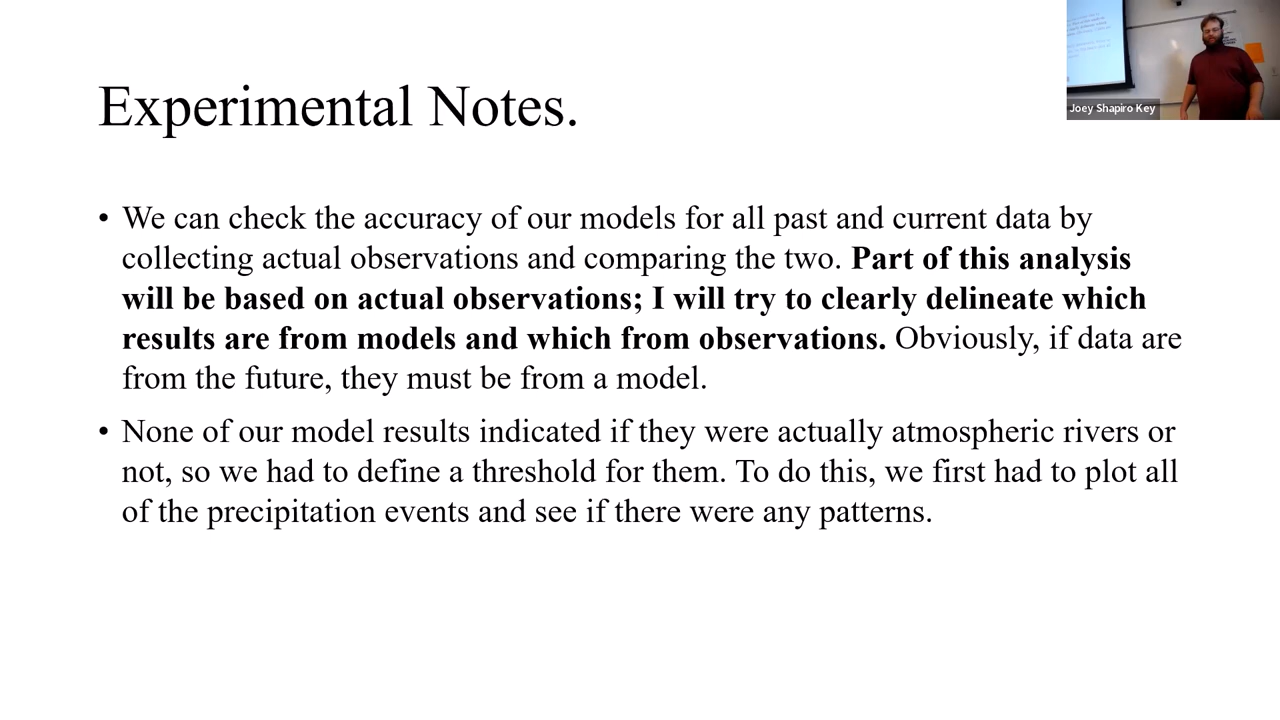 Experimental Notes.
• We can check the accuracy of our models for all past and current data by
collecting actual observations and comparing the two. Part of this analysis
will be based on actual observations; I will try to clearly delineate which
results are from models and which from observations. Obviously, if data are
from the future, they must be from a model.
• None of our model results indicated if they were actually atmospheric rivers or
not, so we had to define a threshold for them. To do this, we first had to plot all
of the precipitation events and see if there were any patterns.
Joey Shapiro Key